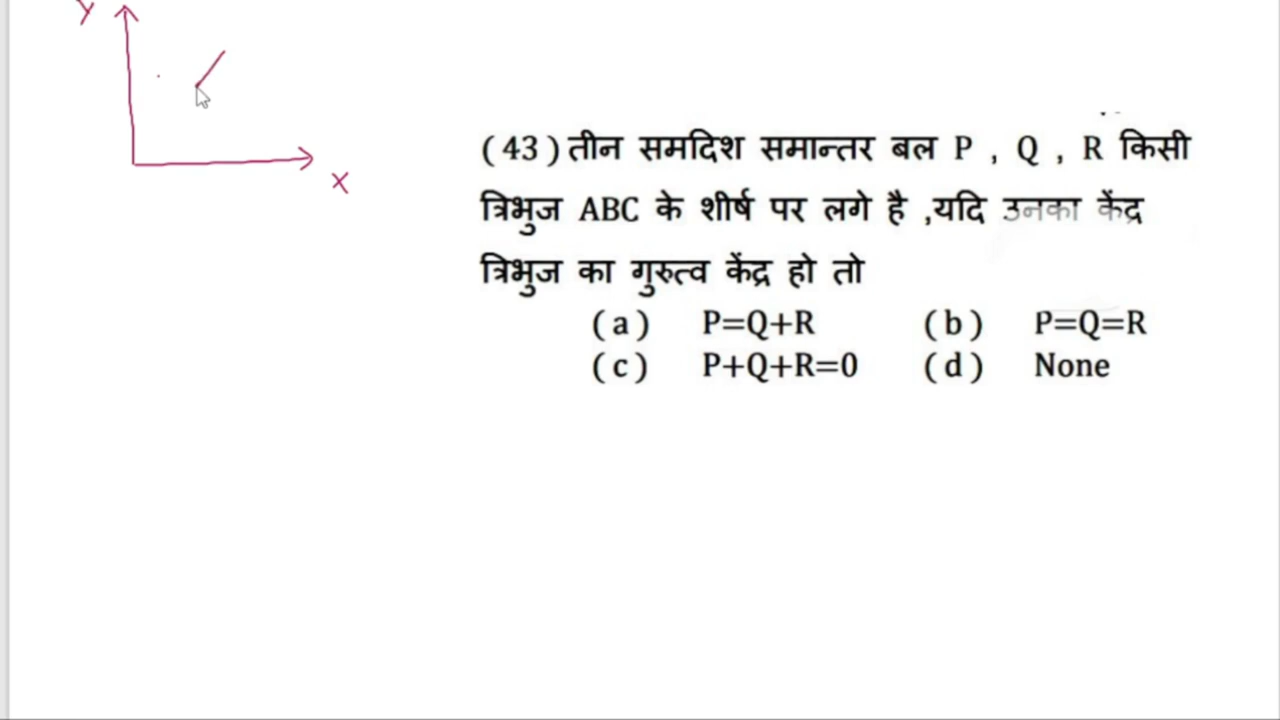 y
x
(43)तीन समदिश समान्तर बल P , Q , R किसी
त्रिभुज ABC के शीर्ष पर लगे है ,यदि उनका केंद्र
त्रिभुज का गुरुत्व केंद्र हो तो
(a) P=Q+R (b) P=Q=R
(c) P+Q+R=0 (d) None